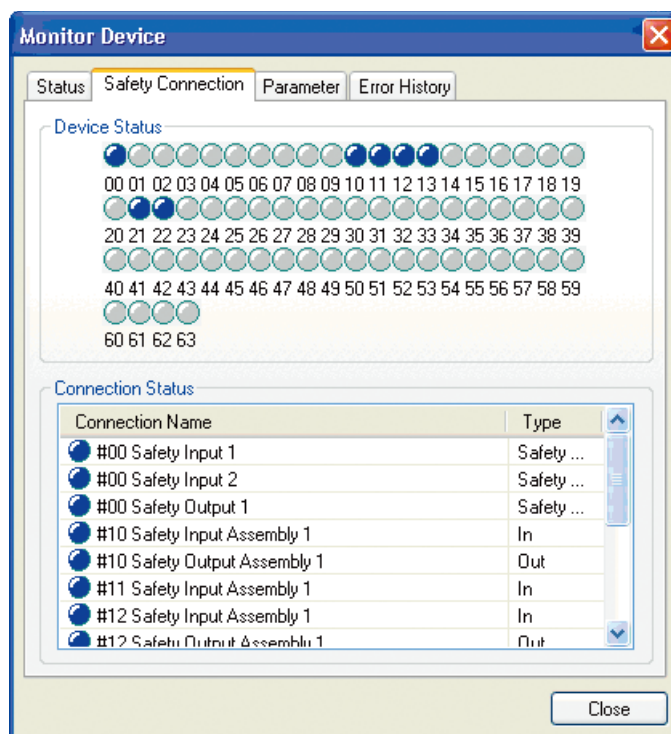 Monitor Device
Status Safety Connection Parameter Error History
Device Status
00 01 02 03 04 05 06 07 08 09 10 11 12 13 14 15 16 17 18 19
20 21 22 23 24 25 26 27 28 29 30 31 32 33 34 35 36 37 38 39
40 41 42 43 44 45 46 47 48 49 50 51 52 53 54 55 56 57 58 59
60 61 62 63
Connection Status
Connection Name Type
#00 Safety Input 1 Safety ...
#00 Safety Input 2 Safety ...
#00 Safety Output 1 Safety ...
#10 Safety Input Assembly 1 In
#10 Safety Output Assembly 1 Out
#11 Safety Input Assembly 1 In
#12 Safety Input Assembly 1 In
#12 Safety Output Assembly 1 Out
Close